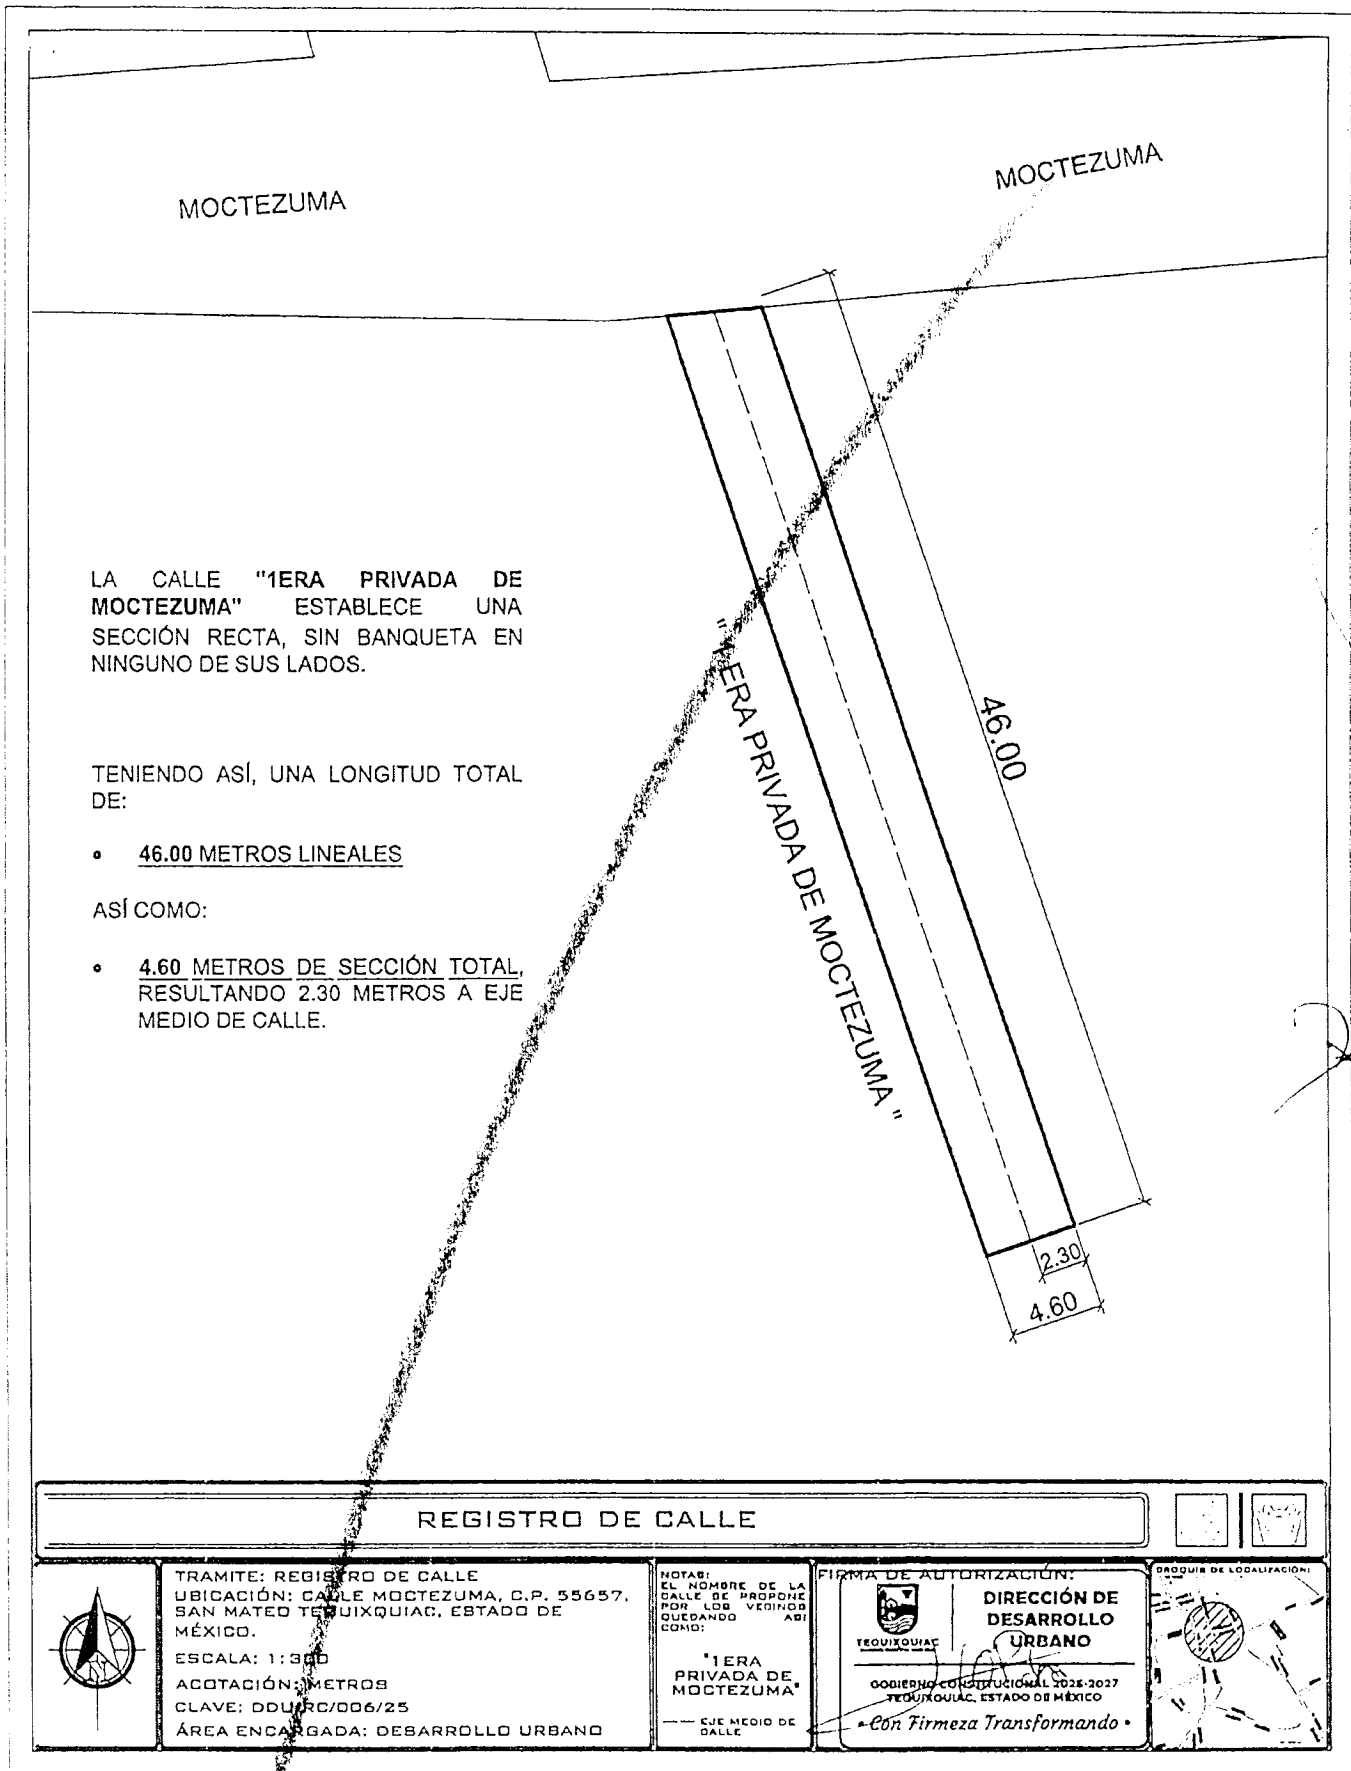 MOCTEZUMA
MOCTEZUMA
LA CALLE "1ERA PRIVADA DE
MOCTEZUMA" ESTABLECE UNA
SECCIÓN RECTA, SIN BANQUETA EN
NINGUNO DE SUS LADOS.
TENIENDO ASÍ, UNA LONGITUD TOTAL
DE:
46.00 METROS LINEALES
ASÍ COMO:
4.60 METROS DE SECCIÓN TOTAL,
RESULTANDO 2.30 METROS A EJE
MEDIO DE CALLE.
" 1ERA PRIVADA DE MOCTEZUMA "
46.00
2.30
4.60
REGISTRO DE CALLE
TRAMITE: REGISTRO DE CALLE
UBICACIÓN: CALLE MOCTEZUMA, C.P. 55657,
SAN MATEO TEQUIXQUIAC, ESTADO DE
MÉXICO.
ESCALA: 1:300
ACOTACIÓN: METROS
CLAVE: DDU/RC/006/25
ÁREA ENCARGADA: DESARROLLO URBANO
NOTAS:
EL NOMBRE DE LA
CALLE SE PROPONE
POR LOS VECINOS
QUEDANDO ASI
COMO:
"1ERA
PRIVADA DE
MOCTEZUMA"
EJE MEDIO DE
CALLE
FIRMA DE AUTORIZACIÓN:
TEQUIXQUIAC
DIRECCIÓN DE
DESARROLLO
URBANO
GOBIERNO CONSTITUCIONAL 2025-2027
TEQUIXQUIAC, ESTADO DE MÉXICO
• Con Firmeza Transformando •
CROQUIS DE LOCALIZACIÓN: